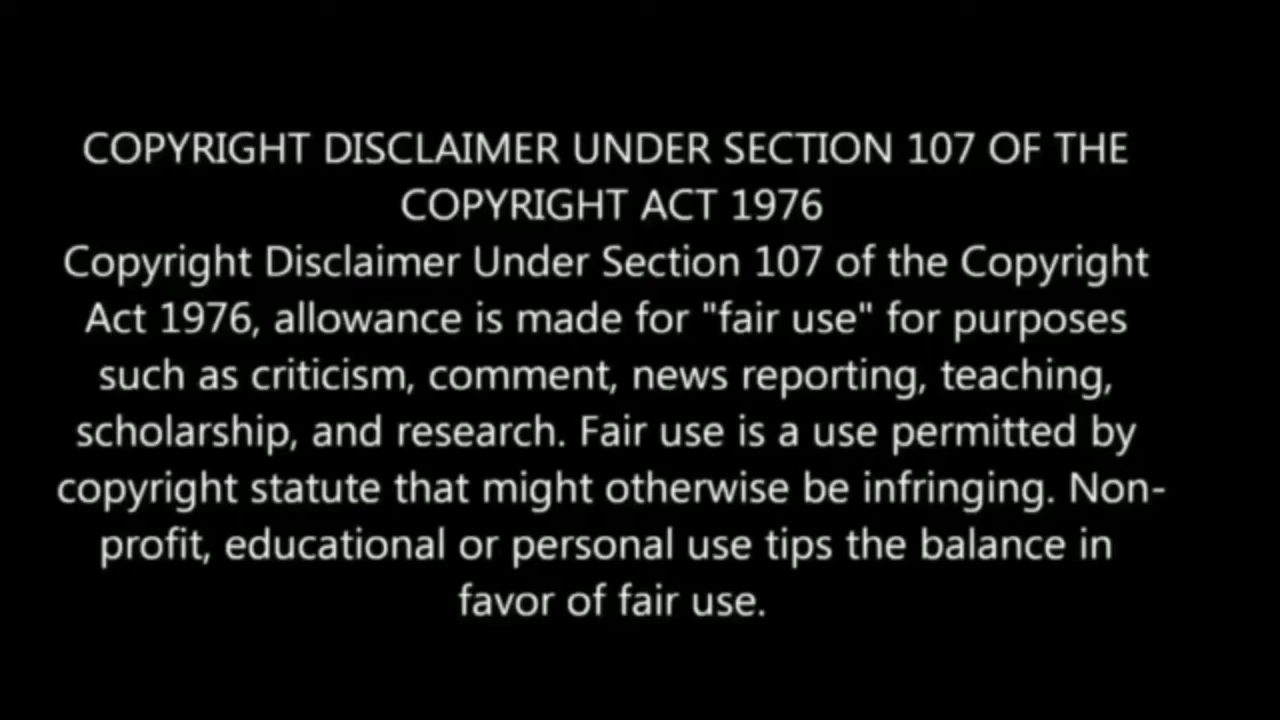 COPYRIGHT DISCLAIMER UNDER SECTION 107 OF THE
COPYRIGHT ACT 1976
Copyright Disclaimer Under Section 107 of the Copyright
Act 1976, allowance is made for "fair use" for purposes
such as criticism, comment, news reporting, teaching,
scholarship, and research. Fair use is a use permitted by
copyright statute that might otherwise be infringing. Non-
profit, educational or personal use tips the balance in
favor of fair use.